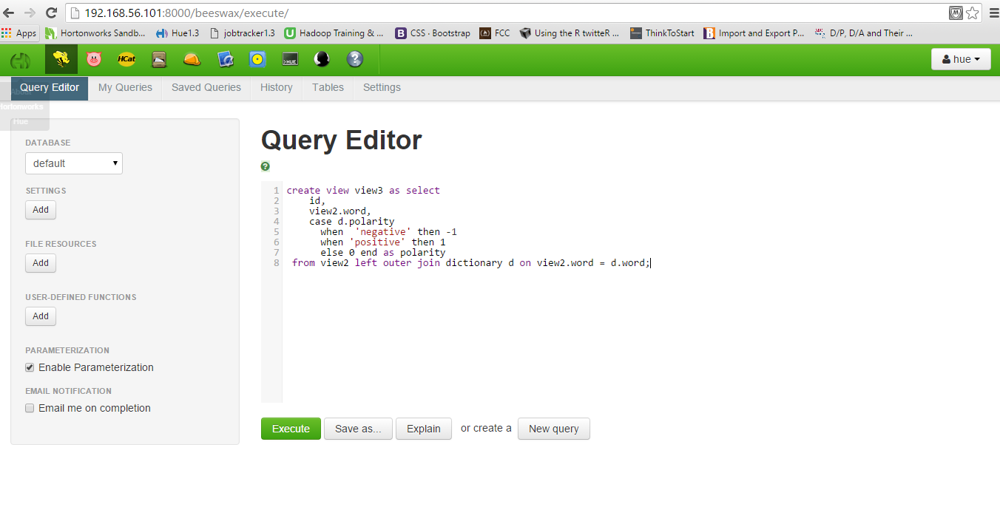 192.168.56.101:8000/beeswax/execute/
Apps Hortonworks Sandb... Hue1.3 jobtracker1.3 Hadoop Training & ... CSS · Bootstrap FCC Using the R twitteR ... ThinkToStart Import and Export P... D/P, D/A and Their ...
HCat >HUE ? hue
Query Editor My Queries Saved Queries History Tables Settings
About
Hortonworks
Hue
DATABASE
default
SETTINGS
Add
FILE RESOURCES
Add
USER-DEFINED FUNCTIONS
Add
PARAMETERIZATION
Enable Parameterization
EMAIL NOTIFICATION
Email me on completion
Query Editor
?
1 create view view3 as select
2 id,
3 view2.word,
4 case d.polarity
5 when  'negative' then -1
6 when 'positive' then 1
7 else 0 end as polarity
8 from view2 left outer join dictionary d on view2.word = d.word;
Execute Save as... Explain or create a New query